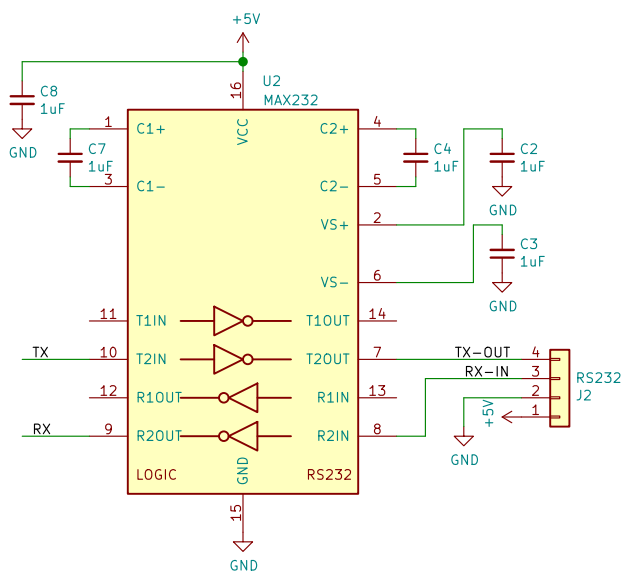 +5V
U2
MAX232
16
VCC
C8
1uF
GND
1
C1+
C7
1uF
3
C1-
C2+
4
C4
1uF
C2-
5
C2
1uF
GND
VS+
2
C3
1uF
GND
VS-
6
11
T1IN
T1OUT
14
TX
10
T2IN
T2OUT
7
TX-OUT
4
12
R1OUT
R1IN
13
RX-IN
3
RX
9
R2OUT
R2IN
8
2
+5V
1
GND
RS232
J2
LOGIC
GND
RS232
15
GND